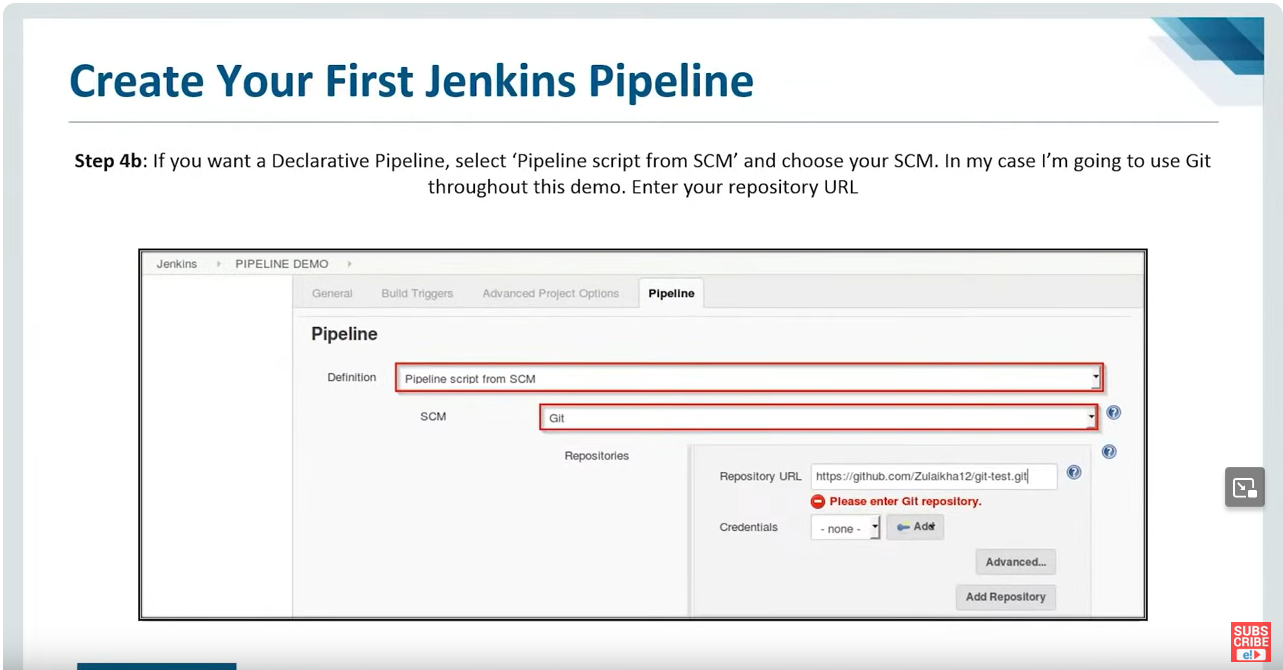 Create Your First Jenkins Pipeline
Step 4b: If you want a Declarative Pipeline, select ‘Pipeline script from SCM’ and choose your SCM. In my case I’m going to use Git
throughout this demo. Enter your repository URL
Jenkins PIPELINE DEMO
General Build Triggers Advanced Project Options Pipeline
Pipeline
Definition Pipeline script from SCM
SCM Git
Repositories
Repository URL https://github.com/Zulaikha12/git-test.git
Please enter Git repository.
Credentials - none - Add
Advanced...
Add Repository
SUBS
CRIBE
e!